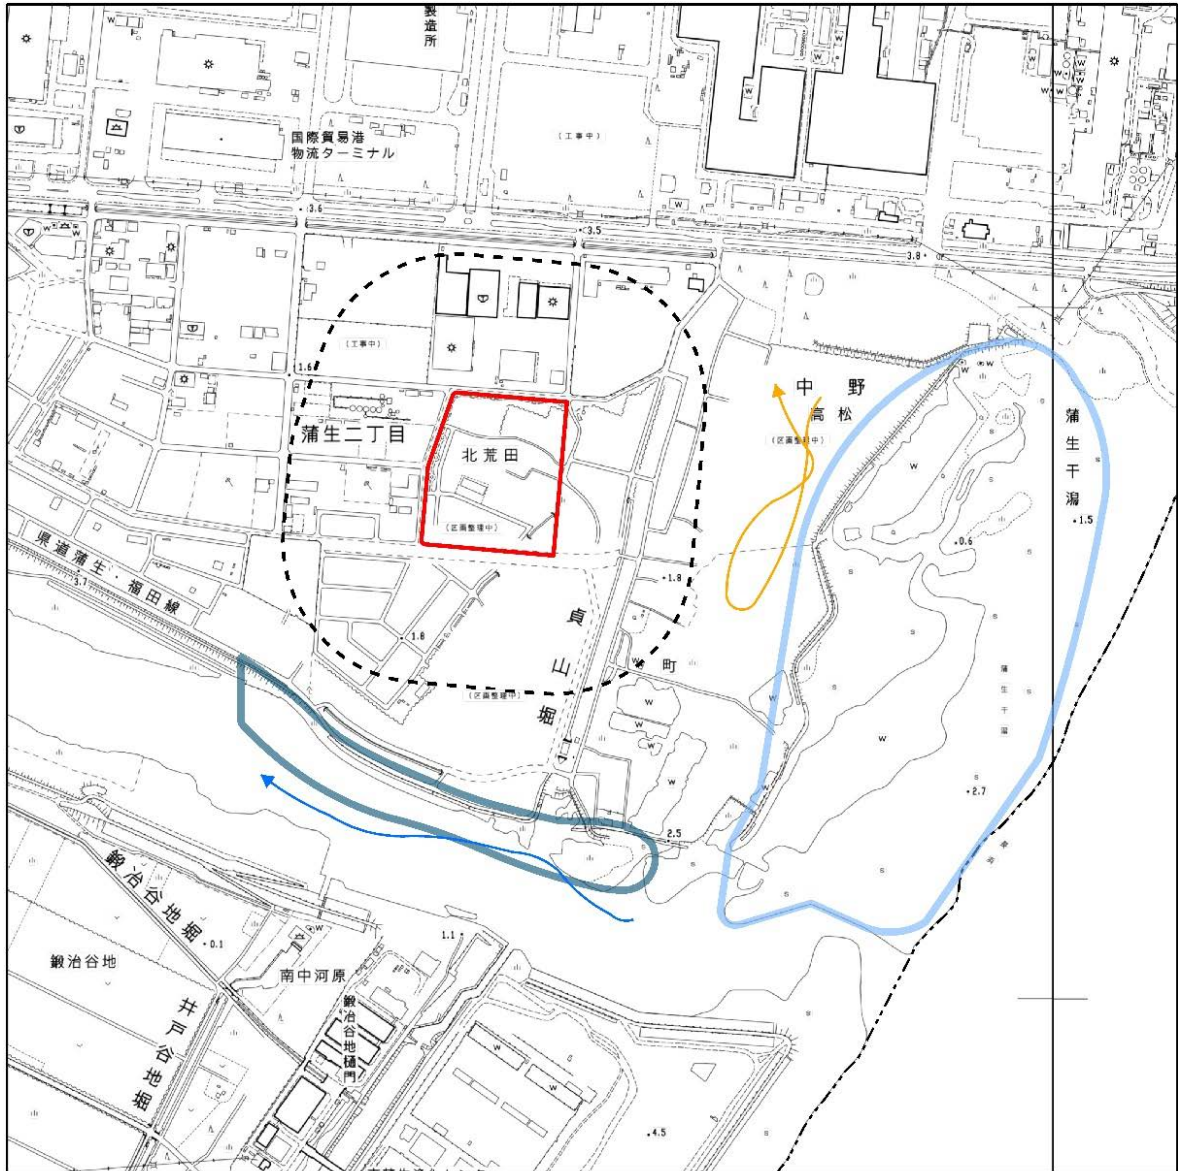 製造所
国際貿易港
物流ターミナル
(工事中)
3.6
3.5
3.8
(工事中)
1.6
蒲生二丁目
北荒田
(区画整理中)
中野
高松
(区画整理中)
蒲生干潟
1.5
0.6
県道蒲生・福田線
3.7
1.8
1.8
貞山堀
町
(区画整理中)
蒲生干潟
2.7
2.5
鍛冶谷地堀
0.1
1.1
鍛冶谷地
南中河原
鍛冶谷地樋門
井戸谷地堀
4.5